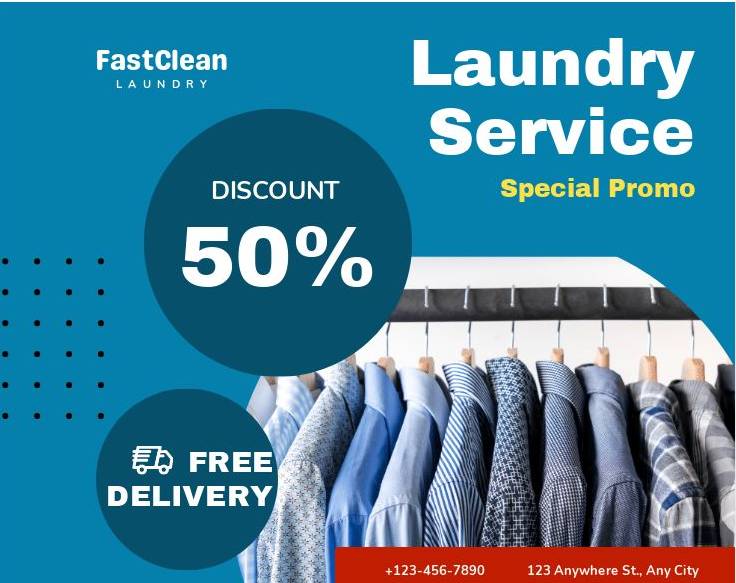 FastClean
LAUNDRY
Laundry
Service
Special Promo
DISCOUNT
50%
FREE
DELIVERY
+123-456-7890
123 Anywhere St., Any City